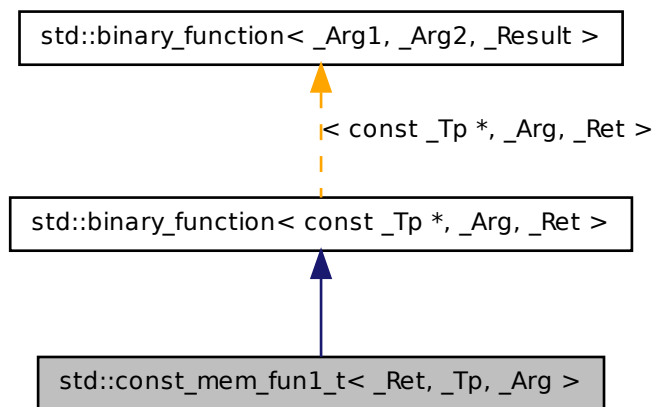 std::binary_function< _Arg1, _Arg2, _Result >
< const _Tp *, _Arg, _Ret >
std::binary_function< const _Tp *, _Arg, _Ret >
std::const_mem_fun1_t< _Ret, _Tp, _Arg >